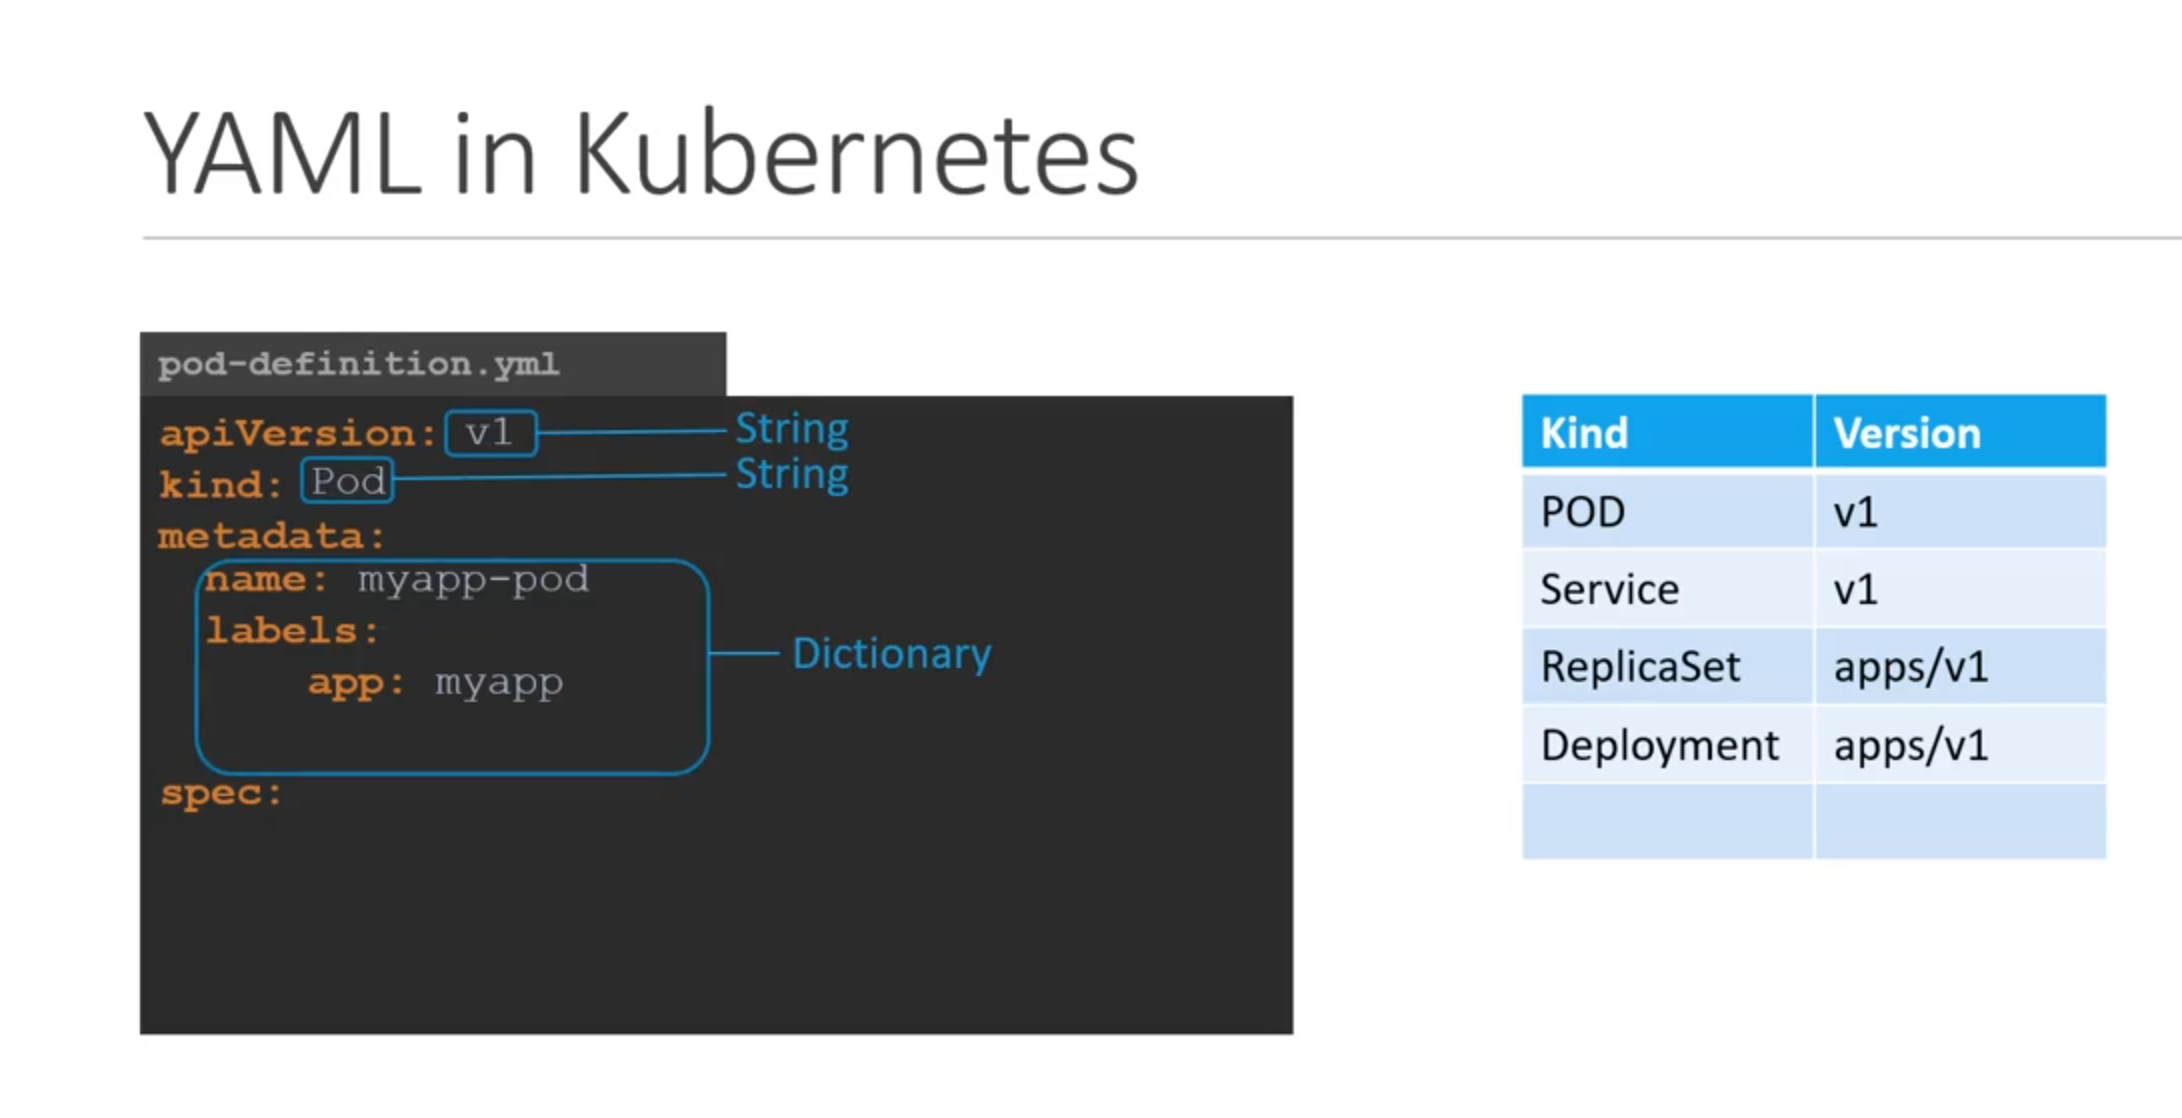 YAML in Kubernetes
pod-definition.yml
apiVersion: v1 String
kind: Pod String
metadata:
name: myapp-pod
labels:
app: myapp
Dictionary
spec:
Kind Version
POD v1
Service v1
ReplicaSet apps/v1
Deployment apps/v1